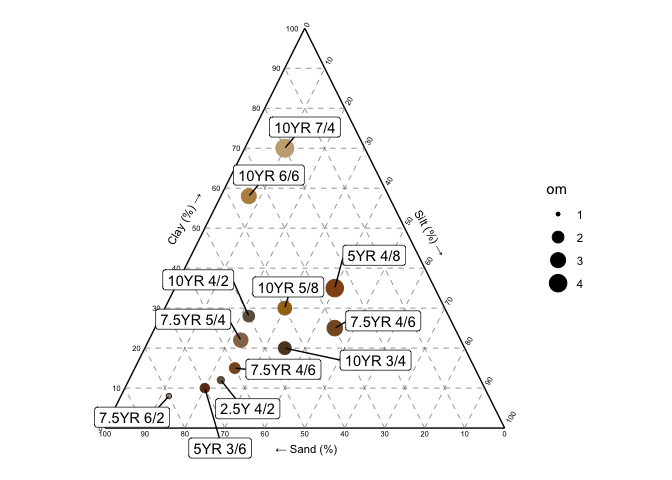 100
0
90
10
80
20
10YR 7/4
70
30
10YR 6/6
60
40
om
1
2
3
4
Clay (%) →
Silt (%) →
50
50
5YR 4/8
40
60
10YR 4/2
10YR 5/8
30
70
7.5YR 5/4
7.5YR 4/6
20
80
10YR 3/4
7.5YR 4/6
10
90
2.5Y 4/2
7.5YR 6/2
100
100 90 80 70 60 50 40 30 20 10 0
5YR 3/6
← Sand (%)